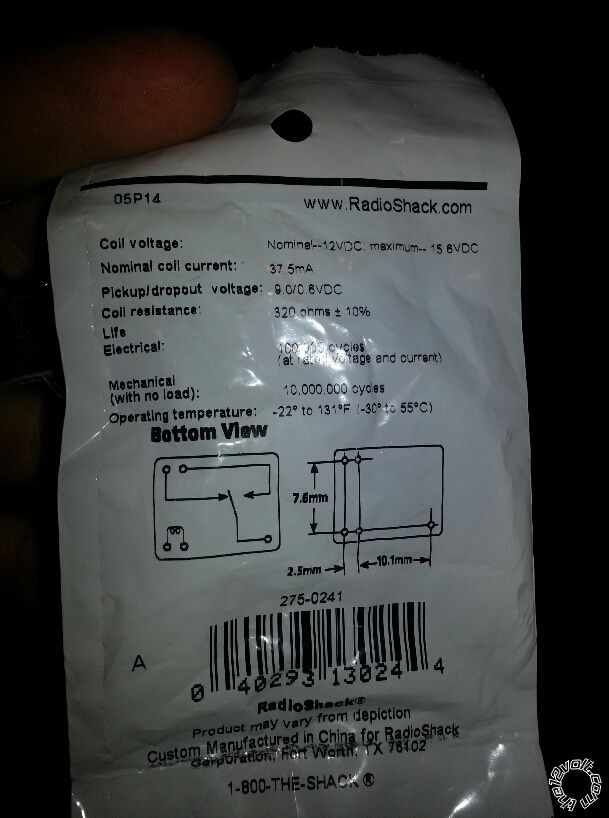 05P14
www.RadioShack.com
Coil voltage: Nominal--12VDC, maximum-- 15.6VDC
Nominal coil current: 37.5mA
Pickup/dropout voltage: 9.0/0.6VDC
Coil resistance: 320 ohms ± 10%
Life
Electrical: 100,000 cycles
(at rated voltage and current)
Mechanical
(with no load): 10,000,000 cycles
Operating temperature: -22° to 131°F (-30° to 55°C)
Bottom View
7.6mm
2.5mm
10.1mm
275-0241
A
0 40293 13024 4
RadioShack®
Product may vary from depiction
Custom Manufactured in China for RadioShack
Corporation, Fort Worth, TX 76102
1-800-THE-SHACK®
the12volt.com